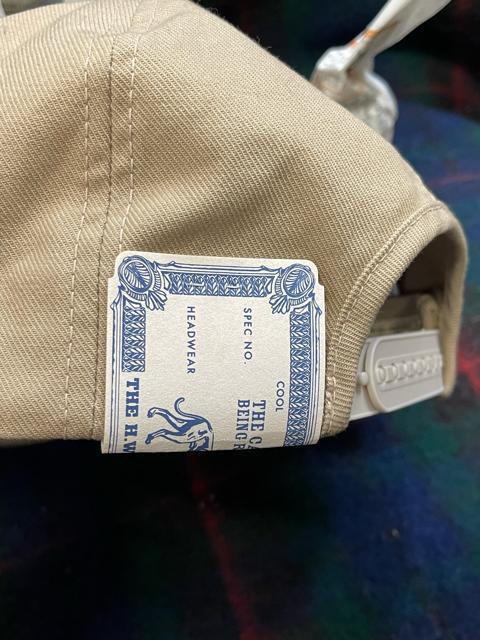 COOL
THE
BEING
SPEC NO.
HEADWEAR
THE H.W